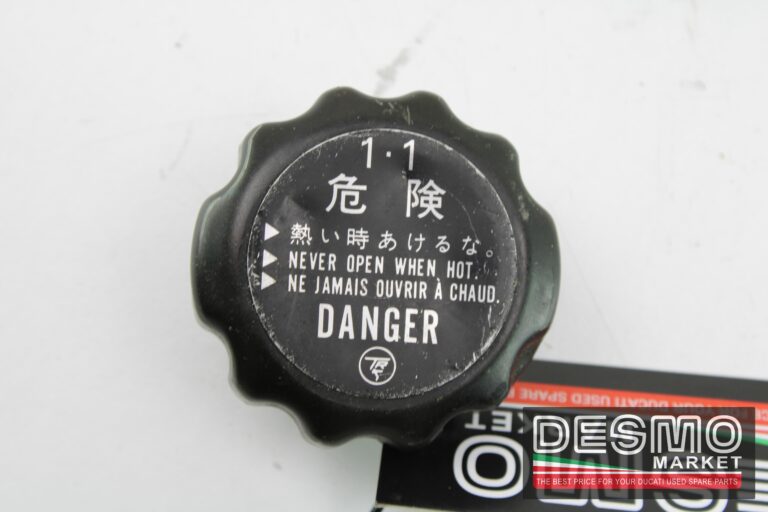 1·1
危険
▶熱い時あけるな。
▶NEVER OPEN WHEN HOT.
▶NE JAMAIS OUVRIR À CHAUD.
DANGER
DESMO
MARKET
THE BEST PRICE FOR YOUR DUCATI USED SPARE PARTS